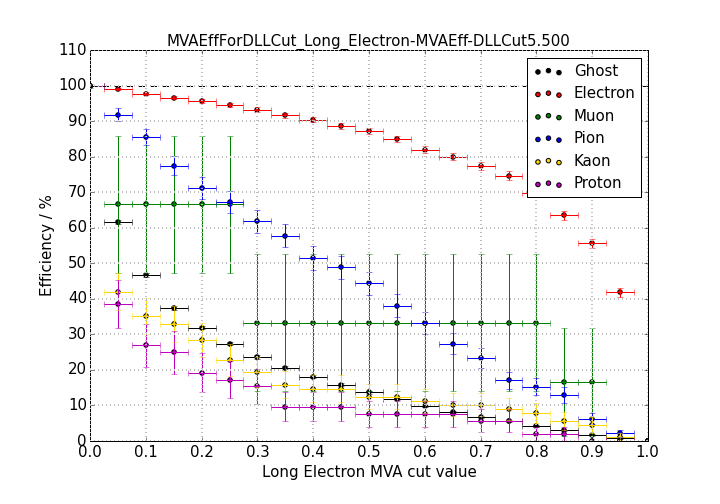 MVAEffForDLLCut_Long_Electron-MVAEff-DLLCut5.500
110
100
90
80
70
60
50
40
30
20
10
0
Efficiency / %
Ghost
Electron
Muon
Pion
Kaon
Proton
0.0 0.1 0.2 0.3 0.4 0.5 0.6 0.7 0.8 0.9 1.0
Long Electron MVA cut value